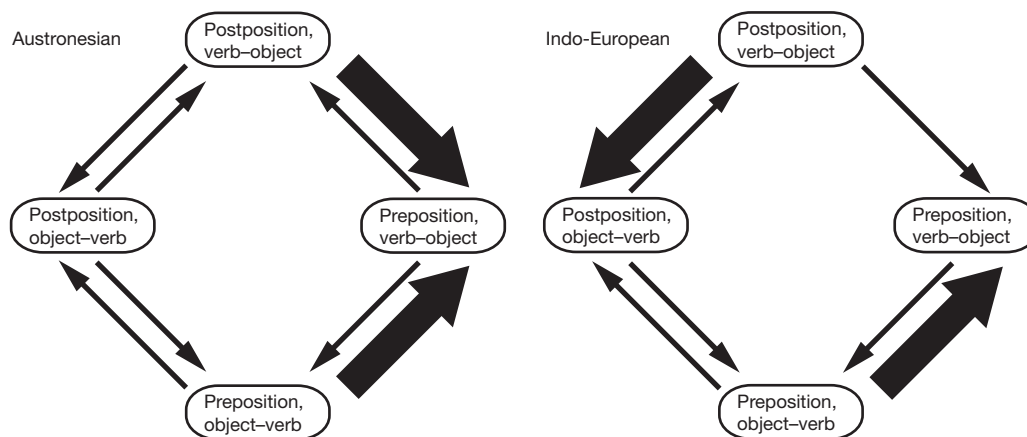 Austronesian
Postposition,
verb–object
Postposition,
object–verb
Preposition,
verb–object
Preposition,
object–verb
Indo-European
Postposition,
verb–object
Postposition,
object–verb
Preposition,
verb–object
Preposition,
object–verb